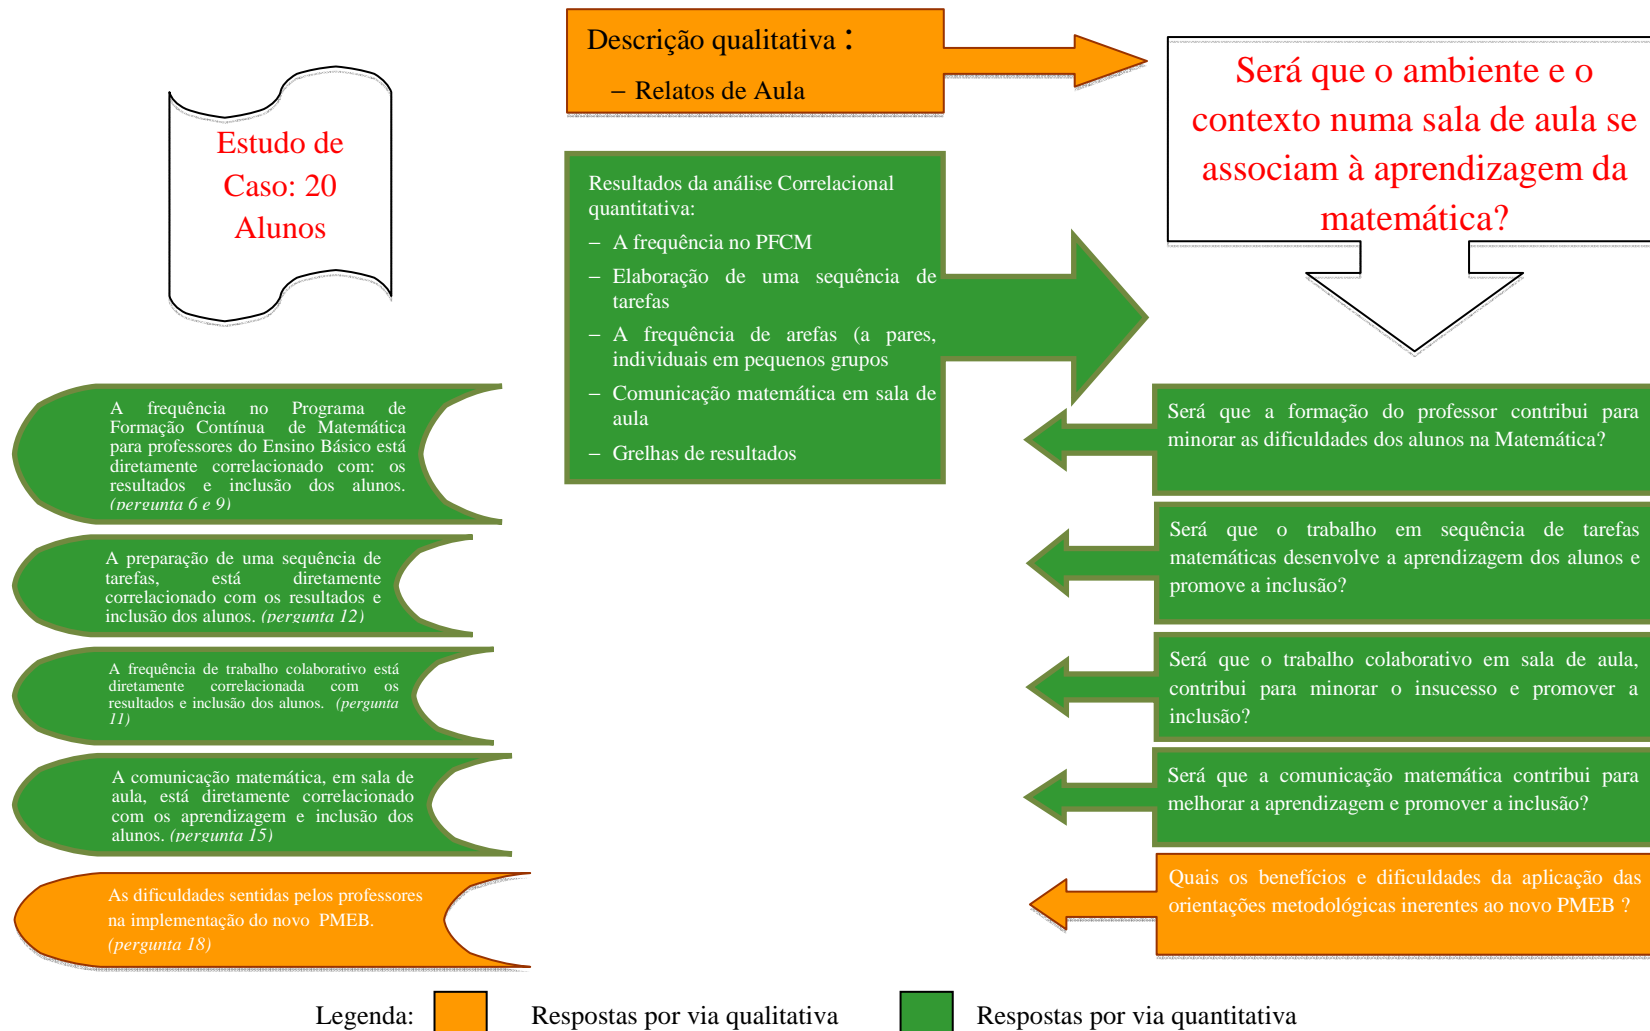 Descrição qualitativa :
– Relatos de Aula
Será que o ambiente e o
contexto numa sala de aula se
associam à aprendizagem da
matemática?
Estudo de
Caso: 20
Alunos
Resultados da análise Correlacional
quantitativa:
– A frequência no PFCM
– Elaboração de uma sequência de
tarefas
– A frequência de arefas (a pares,
individuais em pequenos grupos
– Comunicação matemática em sala de
aula
– Grelhas de resultados
A frequência no Programa de
Formação Contínua de Matemática
para professores do Ensino Básico está
diretamente correlacionado com: os
resultados e inclusão dos alunos.
(pergunta 6 e 9)
Será que a formação do professor contribui para
minorar as dificuldades dos alunos na Matemática?
A preparação de uma sequência de
tarefas, está diretamente
correlacionado com os resultados e
inclusão dos alunos. (pergunta 12)
Será que o trabalho em sequência de tarefas
matemáticas desenvolve a aprendizagem dos alunos e
promove a inclusão?
A frequência de trabalho colaborativo está
diretamente correlacionada com os
resultados e inclusão dos alunos. (pergunta
11)
Será que o trabalho colaborativo em sala de aula,
contribui para minorar o insucesso e promover a
inclusão?
A comunicação matemática, em sala de
aula, está diretamente correlacionado
com os aprendizagem e inclusão dos
alunos. (pergunta 15)
Será que a comunicação matemática contribui para
melhorar a aprendizagem e promover a inclusão?
As dificuldades sentidas pelos professores
na implementação do novo PMEB.
(pergunta 18)
Quais os benefícios e dificuldades da aplicação das
orientações metodológicas inerentes ao novo PMEB ?
Legenda: Respostas por via qualitativa Respostas por via quantitativa